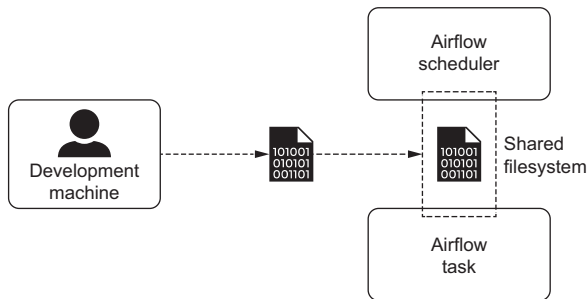 Airflow
scheduler
Development
machine
101001
010101
001101
101001
010101
001101
Shared
filesystem
Airflow
task